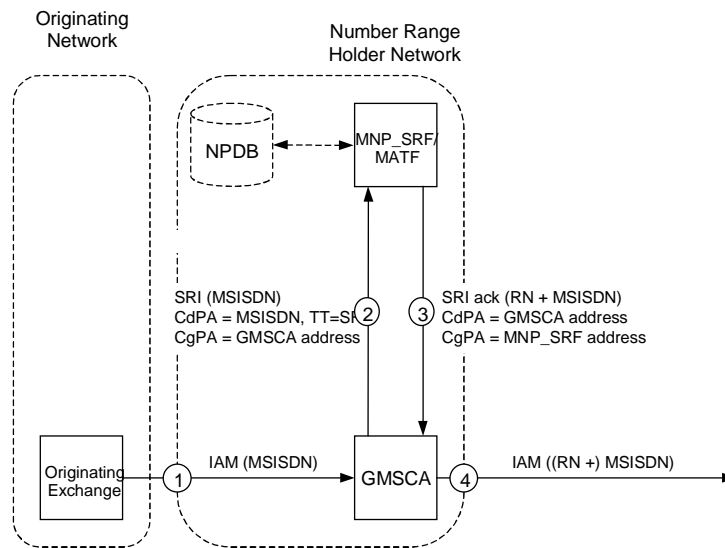 Originating
Network
Number Range
Holder Network
NPDB
MNP_SRF/
MATF
SRI (MSISDN)
CdPA = MSISDN, TT=SR
CgPA = GMSCA address
2
3
SRI ack (RN + MSISDN)
CdPA = GMSCA address
CgPA = MNP_SRF address
Originating
Exchange
1
IAM (MSISDN)
GMSCA
4
IAM ((RN +) MSISDN)